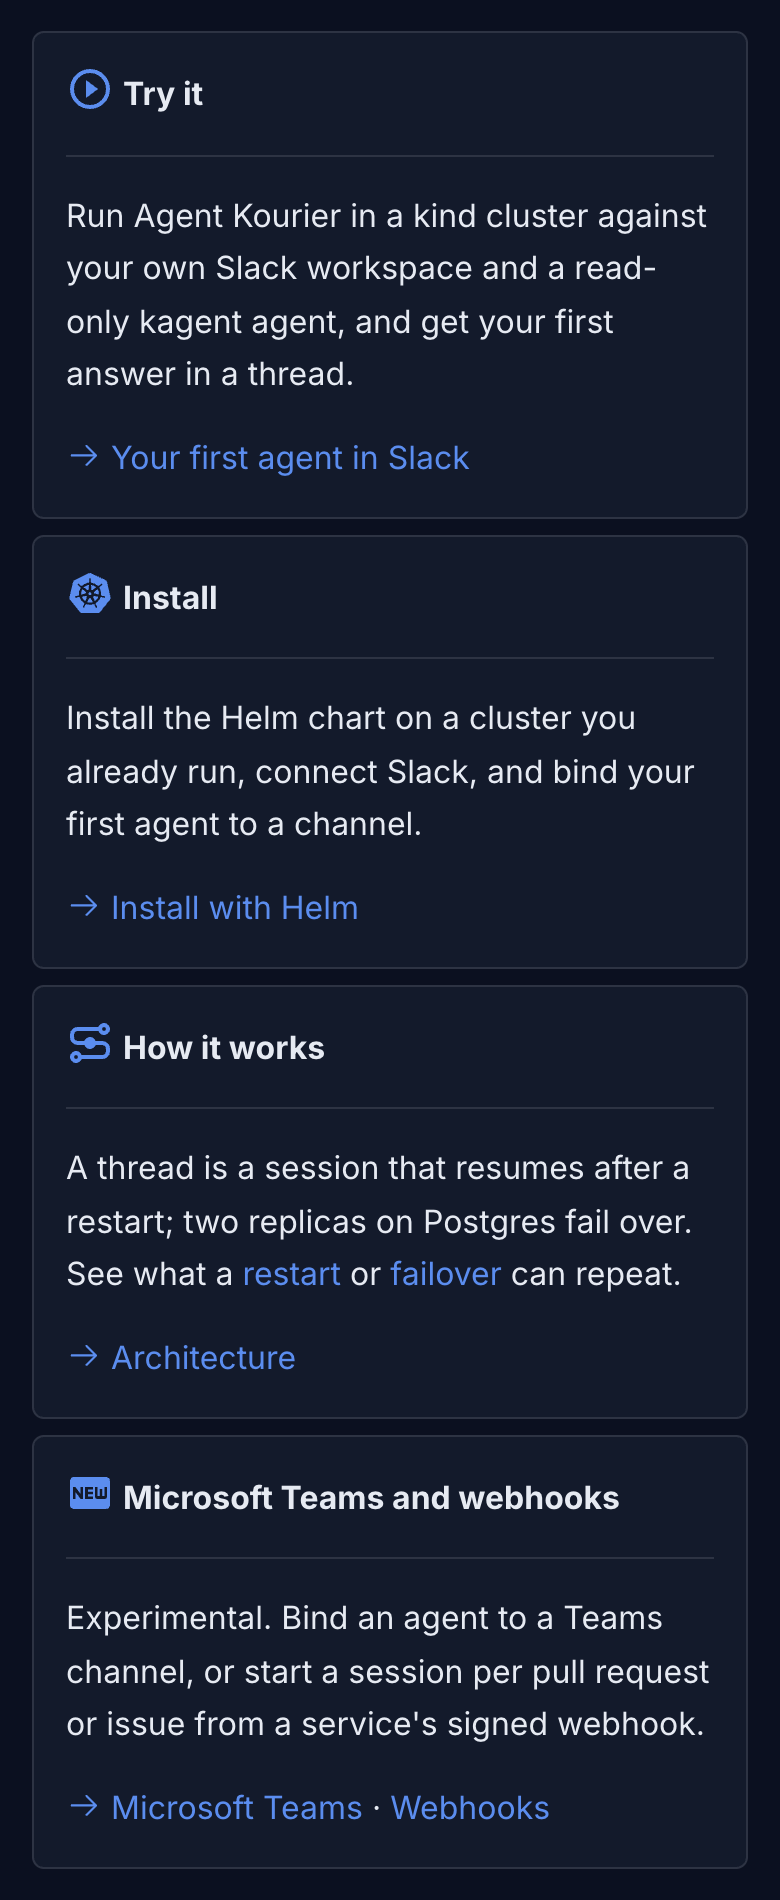 Try it
Run Agent Kourier in a kind cluster against
your own Slack workspace and a read-
only kagent agent, and get your first
answer in a thread.
→ Your first agent in Slack
Install
Install the Helm chart on a cluster you
already run, connect Slack, and bind your
first agent to a channel.
→ Install with Helm
How it works
A thread is a session that resumes after a
restart; two replicas on Postgres fail over.
See what a restart or failover can repeat.
→ Architecture
NEW Microsoft Teams and webhooks
Experimental. Bind an agent to a Teams
channel, or start a session per pull request
or issue from a service's signed webhook.
→ Microsoft Teams · Webhooks